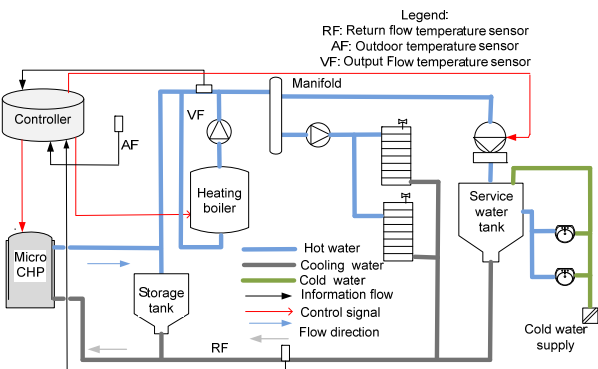 Legend:
RF: Return flow temperature sensor
AF: Outdoor temperature sensor
VF: Output Flow temperature sensor
Manifold
Controller
VF
AF
Heating
boiler
Service
water
tank
Micro
CHP
Hot water
Cooling water
Cold water
Information flow
Control signal
Flow direction
Storage
tank
RF
Cold water
supply